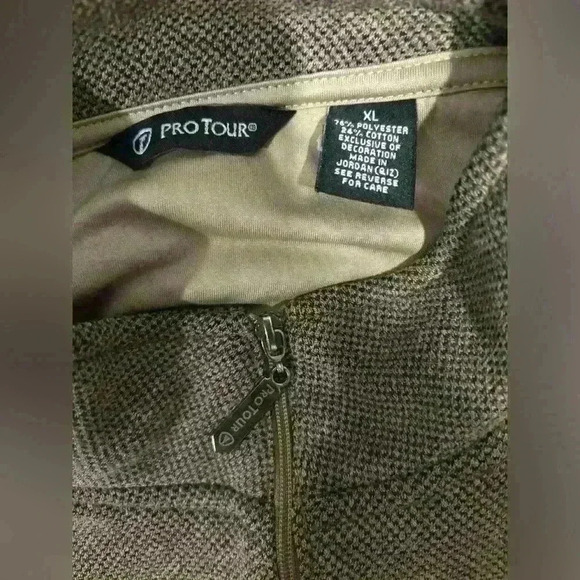 PRO TOUR®
XL
76% POLYESTER
24% COTTON
EXCLUSIVE OF
DECORATION
MADE IN
JORDAN (QIZ)
SEE REVERSE
FOR CARE
PRO TOUR